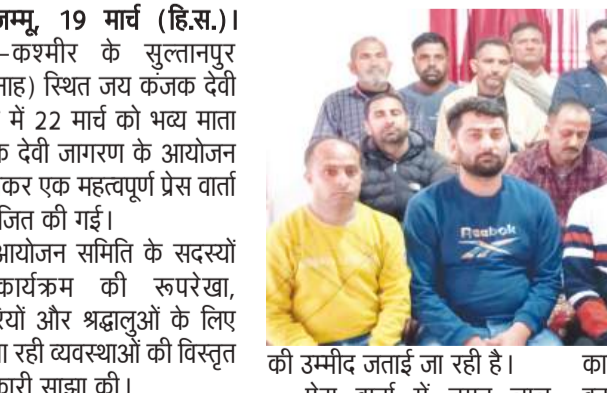 जम्मू, 19 मार्च (हि.स.)।
-कश्मीर के सुल्तानपुर
स्थित जय कंजक देवी
में 22 मार्च को भव्य माता
देवी जागरण के आयोजन
एक महत्वपूर्ण प्रेस वार्ता
की गई।
आयोजन समिति के सदस्यों
कार्यक्रम की रूपरेखा,
और श्रद्धालुओं के लिए
रही व्यवस्थाओं की विस्तृत
साझा की।
Reebok
की उम्मीद जताई जा रही है।